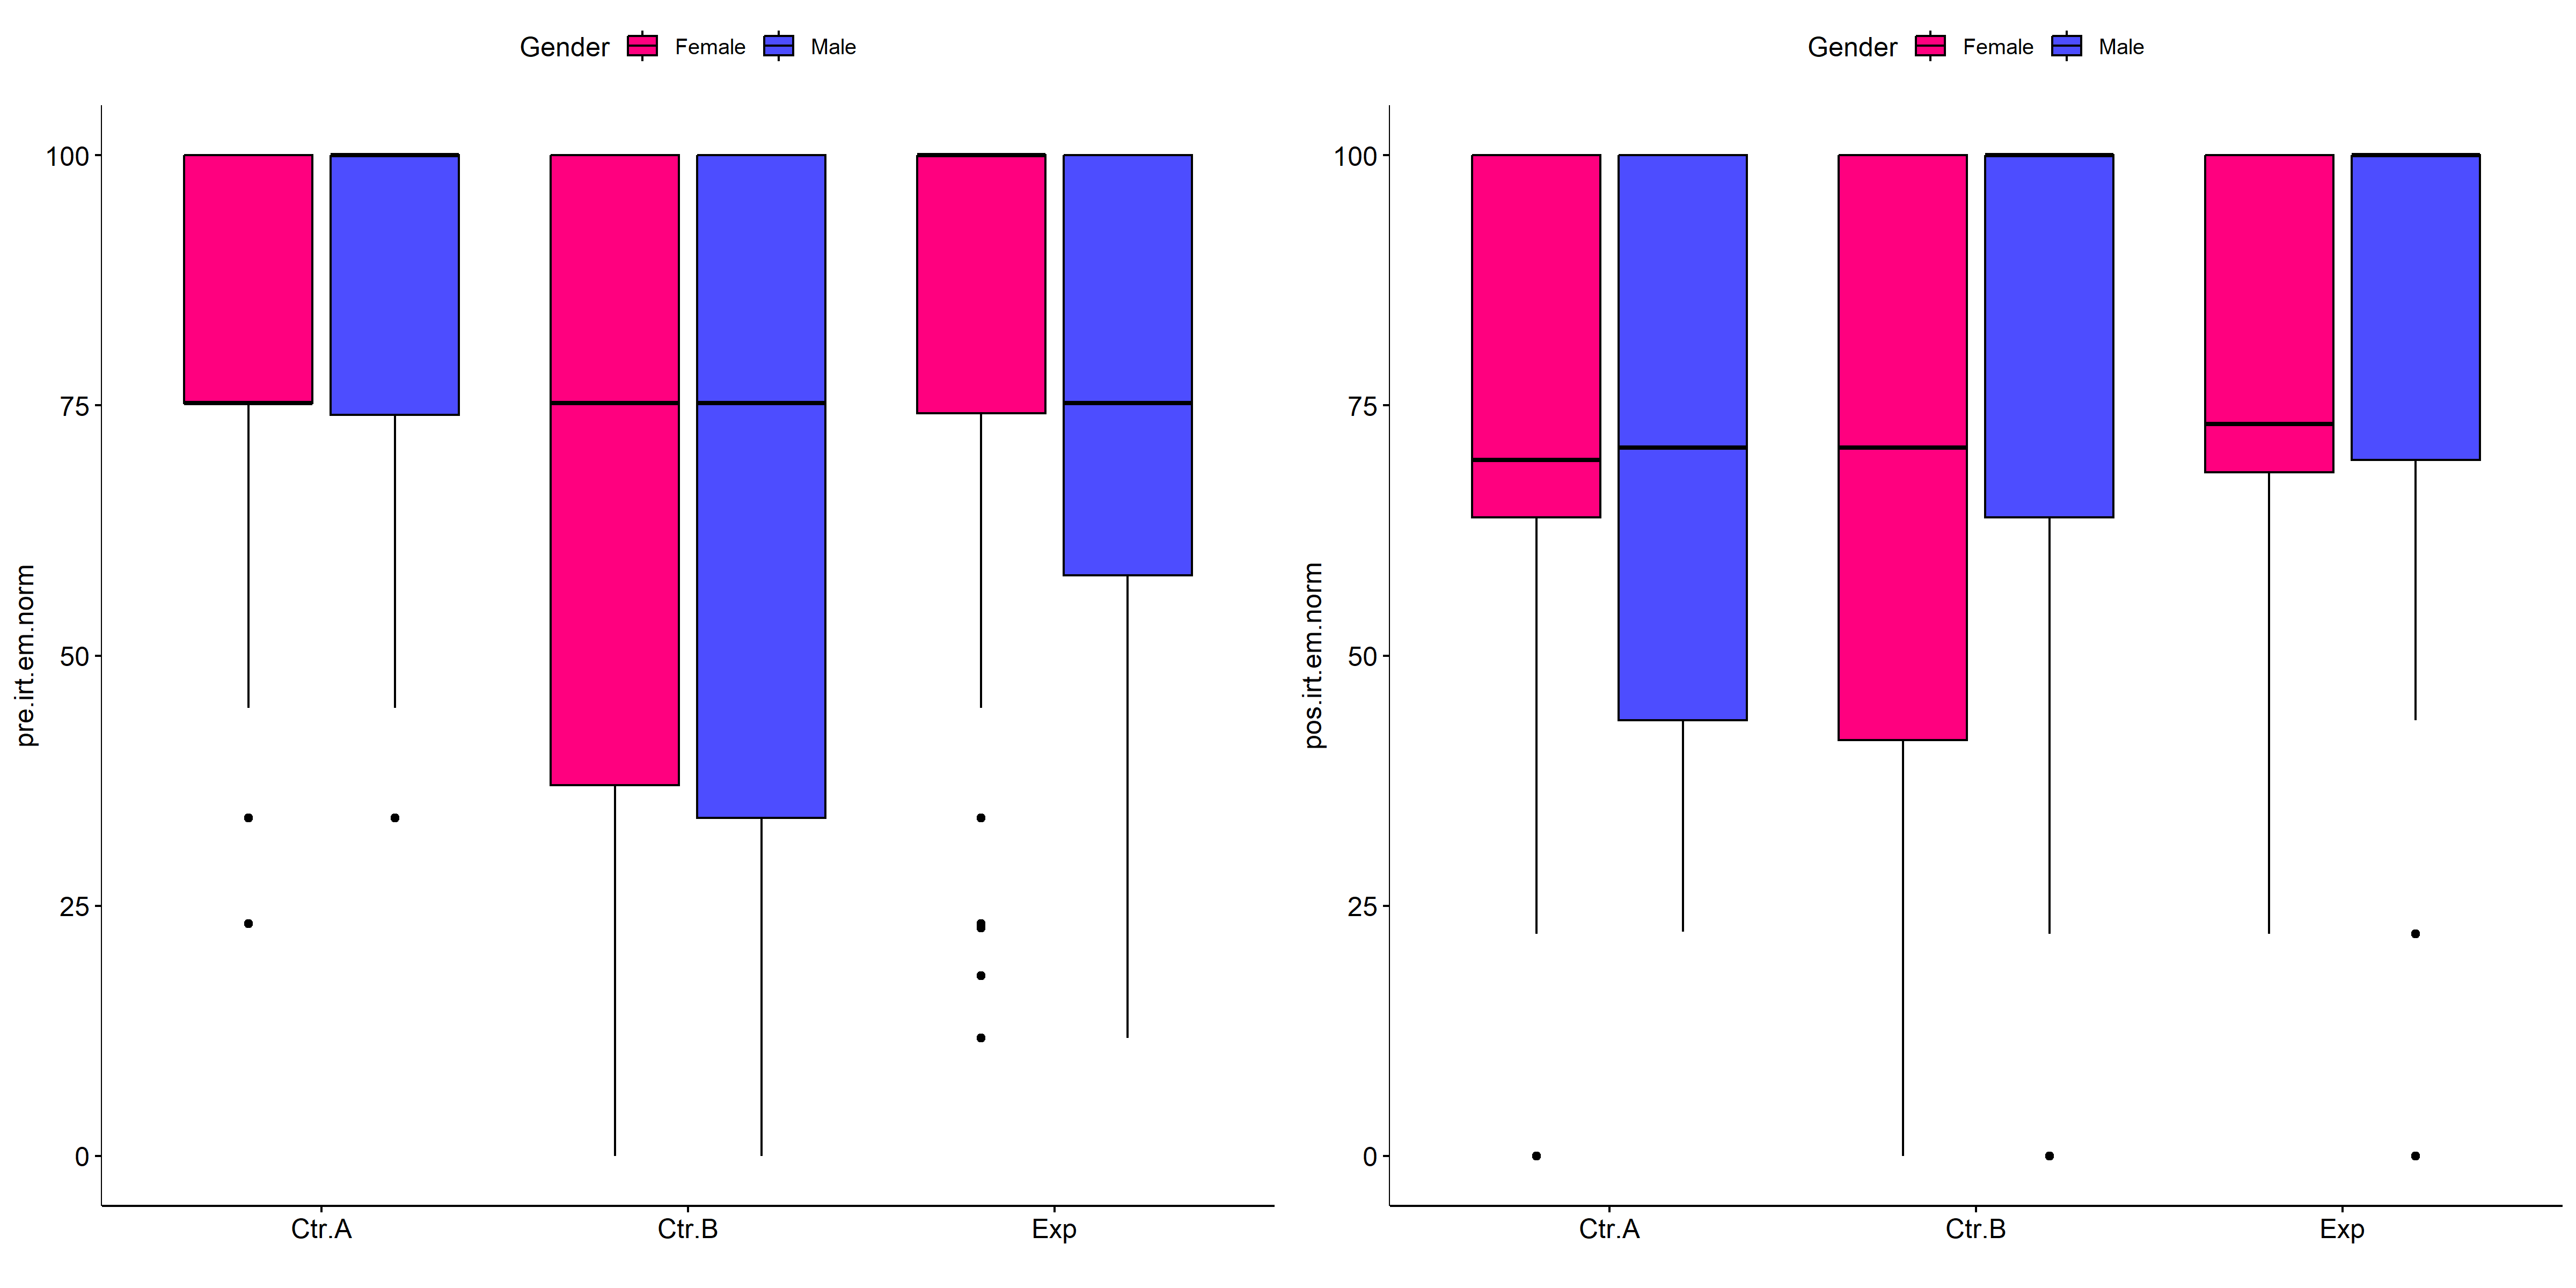 Gender Female Male
100
75
50
25
0
pre.irt.em.norm
Ctr.A Ctr.B Exp
Gender Female Male
100
75
50
25
0
pos.irt.em.norm
Ctr.A Ctr.B Exp